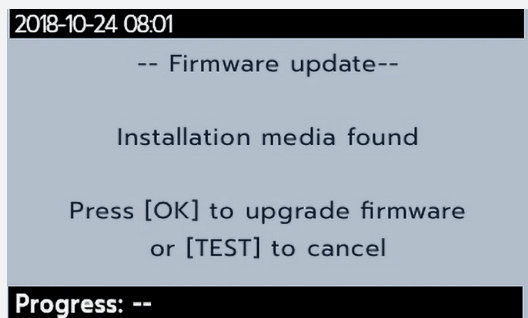 2018-10-24 08:01
-- Firmware update--
Installation media found
Press [OK] to upgrade firmware
or [TEST] to cancel
Progress: --